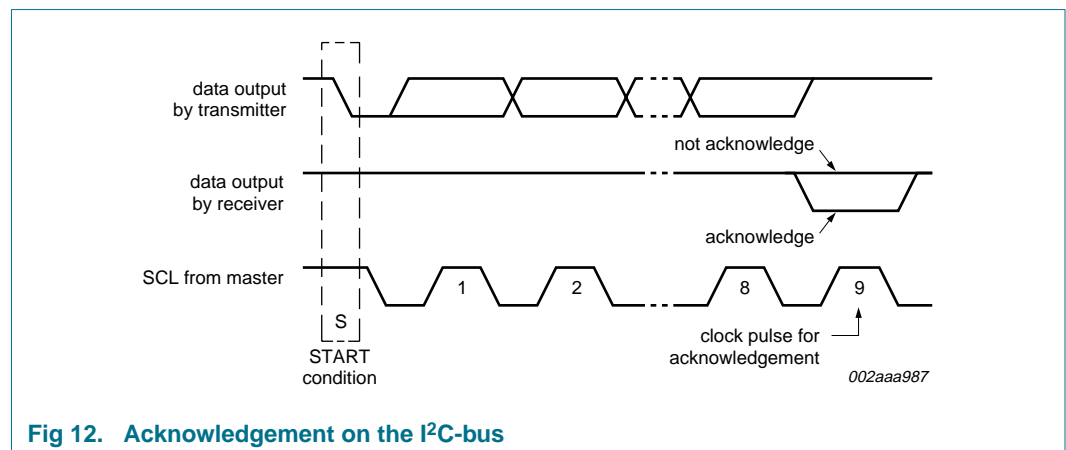 data output
by transmitter
not acknowledge
data output
by receiver
acknowledge
SCL from master
1
2
8
9
S
START
condition
clock pulse for
acknowledgement
002aaa987
Fig 12. Acknowledgement on the I²C-bus